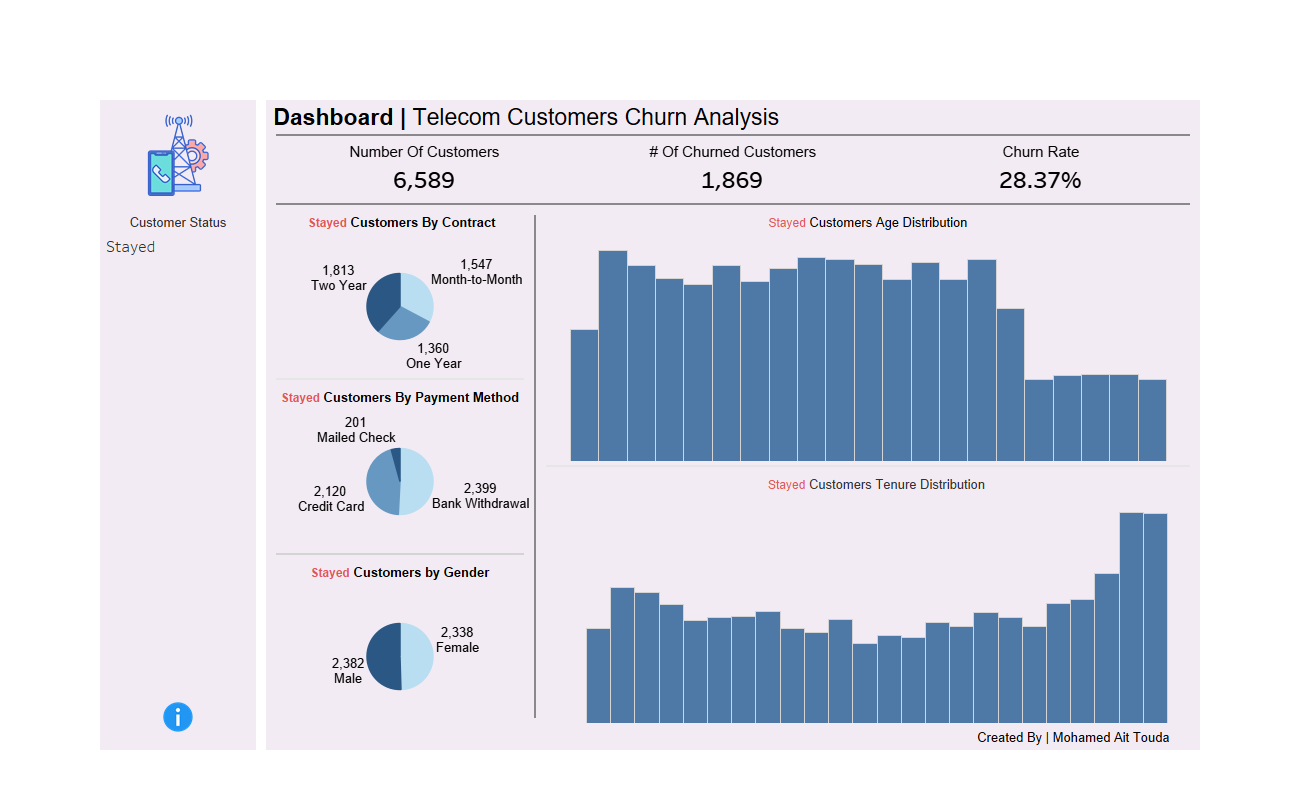 Dashboard | Telecom Customers Churn Analysis
Number Of Customers
6,589
# Of Churned Customers
1,869
Churn Rate
28.37%
Customer Status
Stayed
Stayed Customers By Contract
1,813
Two Year
1,547
Month-to-Month
1,360
One Year
Stayed Customers By Payment Method
201
Mailed Check
2,120
Credit Card
2,399
Bank Withdrawal
Stayed Customers by Gender
2,338
Female
2,382
Male
Stayed Customers Age Distribution
Stayed Customers Tenure Distribution
Created By | Mohamed Ait Touda